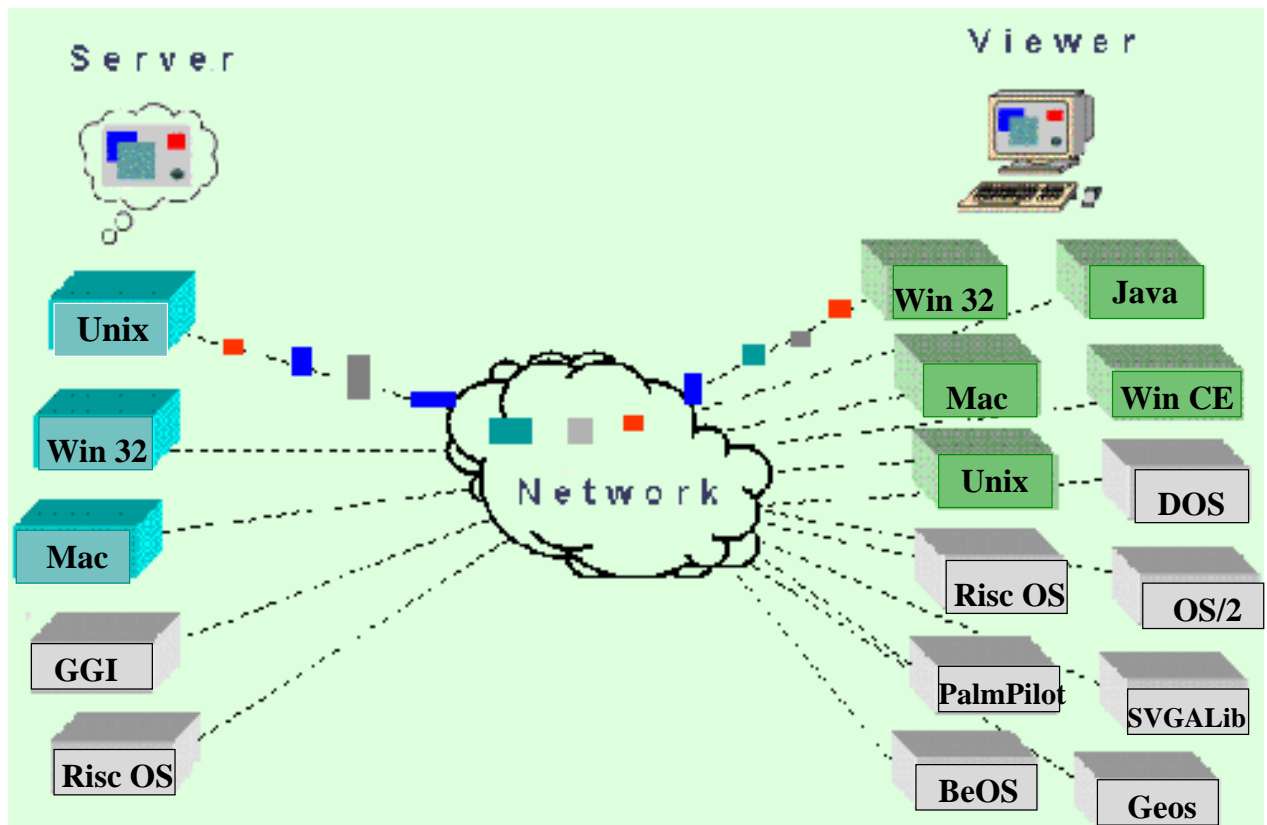 Server
Viewer
Unix
Win 32
Mac
GGI
Risc OS
Network
Win 32
Java
Mac
Win CE
Unix
DOS
Risc OS
OS/2
PalmPilot
SVGALib
BeOS
Geos